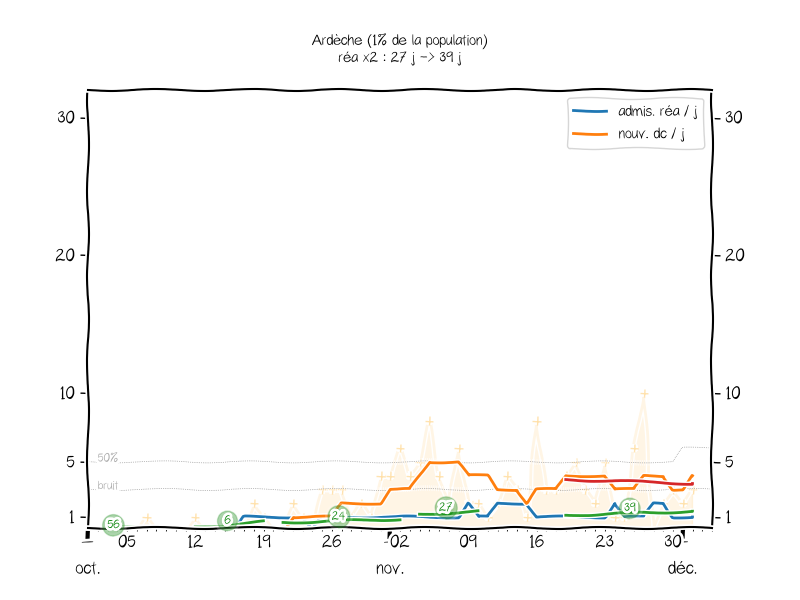 Ardèche (1% de la population)
réa x2 : 27 j -> 39 j
admis. réa / j
nouv. dc / j
30 30
20 20
10 10
5 5
1 1
50%
bruit
56 6 24 27 39
05 12 19 26 02 09 16 23 30
oct. nov. déc.